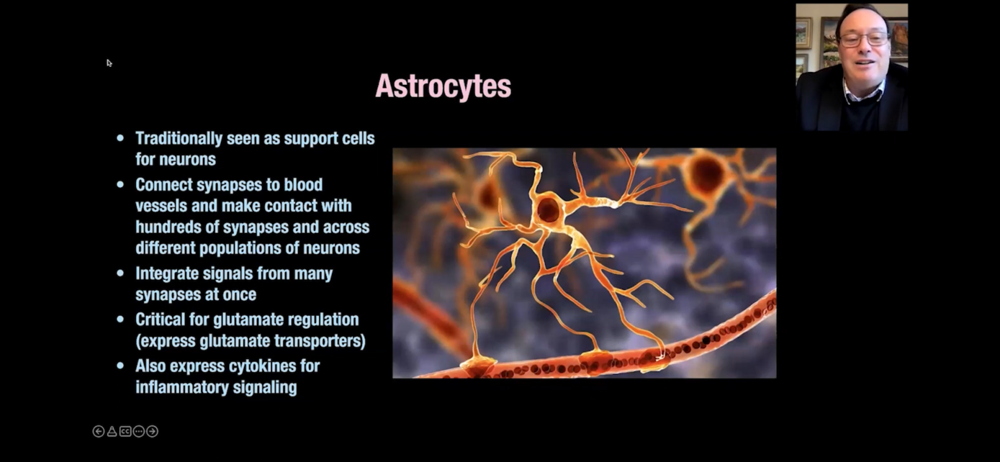 Astrocytes
• Traditionally seen as support cells
for neurons
• Connect synapses to blood
vessels and make contact with
hundreds of synapses and across
different populations of neurons
• Integrate signals from many
synapses at once
• Critical for glutamate regulation
(express glutamate transporters)
• Also express cytokines for
inflammatory signaling
CC